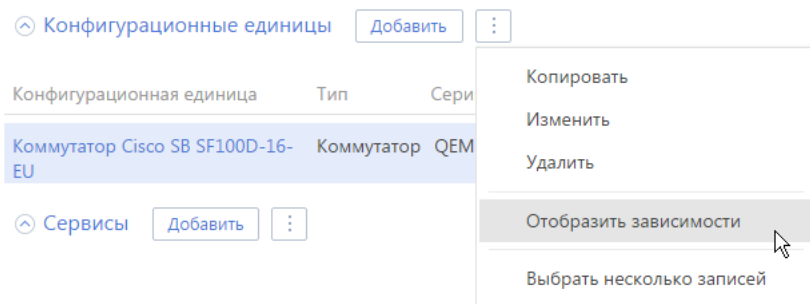 Конфигурационные единицы
Добавить
Копировать
Изменить
Удалить
Отобразить зависимости
Выбрать несколько записей
Конфигурационная единица Тип
Коммутатор Cisco SB SF100D-16-
EU
Коммутатор QEM
Сервисы
Добавить